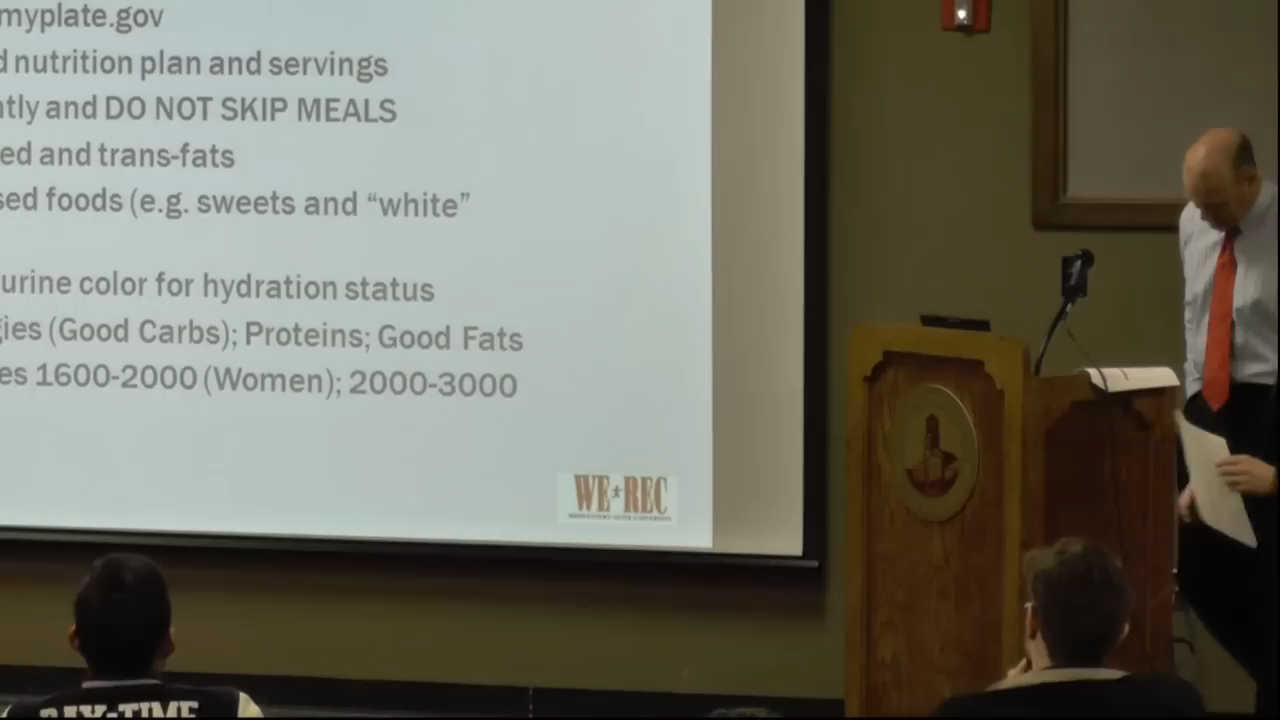 myplate.gov
d nutrition plan and servings
ntly and DO NOT SKIP MEALS
ed and trans-fats
sed foods (e.g. sweets and “white”
urine color for hydration status
gies (Good Carbs); Proteins; Good Fats
es 1600-2000 (Women); 2000-3000
WE REC
DAY-TIME